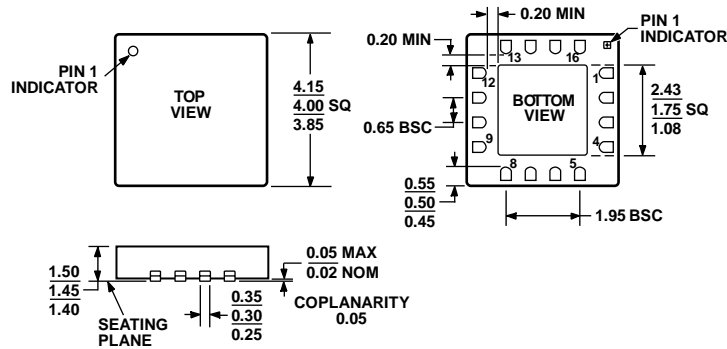 PIN 1
INDICATOR
TOP
VIEW
4.15
4.00 SQ
3.85
0.20 MIN
0.20 MIN
PIN 1
INDICATOR
13
16
12
1
BOTTOM
VIEW
2.43
1.75 SQ
1.08
0.65 BSC
9
4
8
5
0.55
0.50
0.45
1.95 BSC
1.50
1.45
1.40
SEATING
PLANE
0.35
0.30
0.25
0.05 MAX
0.02 NOM
COPLANARITY
0.05